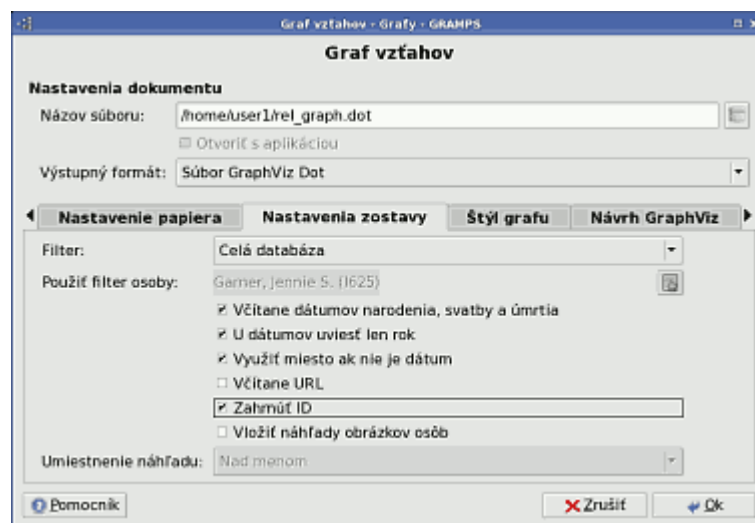 Graf vzťahov - Grafy - GRAMPS
Graf vzťahov
Nastavenia dokumentu
Názov súboru: /home/user1/rel_graph.dot
Otvoriť s aplikáciou
Výstupný formát: Súbor GraphViz Dot
Nastavenie papiera Nastavenia zostavy Štýl grafu Návrh GraphViz
Filter: Celá databáza
Použiť filter osoby: Garner, Jennie S. (I625)
Včítane dátumov narodenia, svatby a úmrtia
U dátumov uviesť len rok
Využiť miesto ak nie je dátum
Včítane URL
Zahrnúť ID
Vložiť náhľady obrázkov osôb
Umiestnenie náhľadu: Nad menom
Pomocník Zrušiť Ok